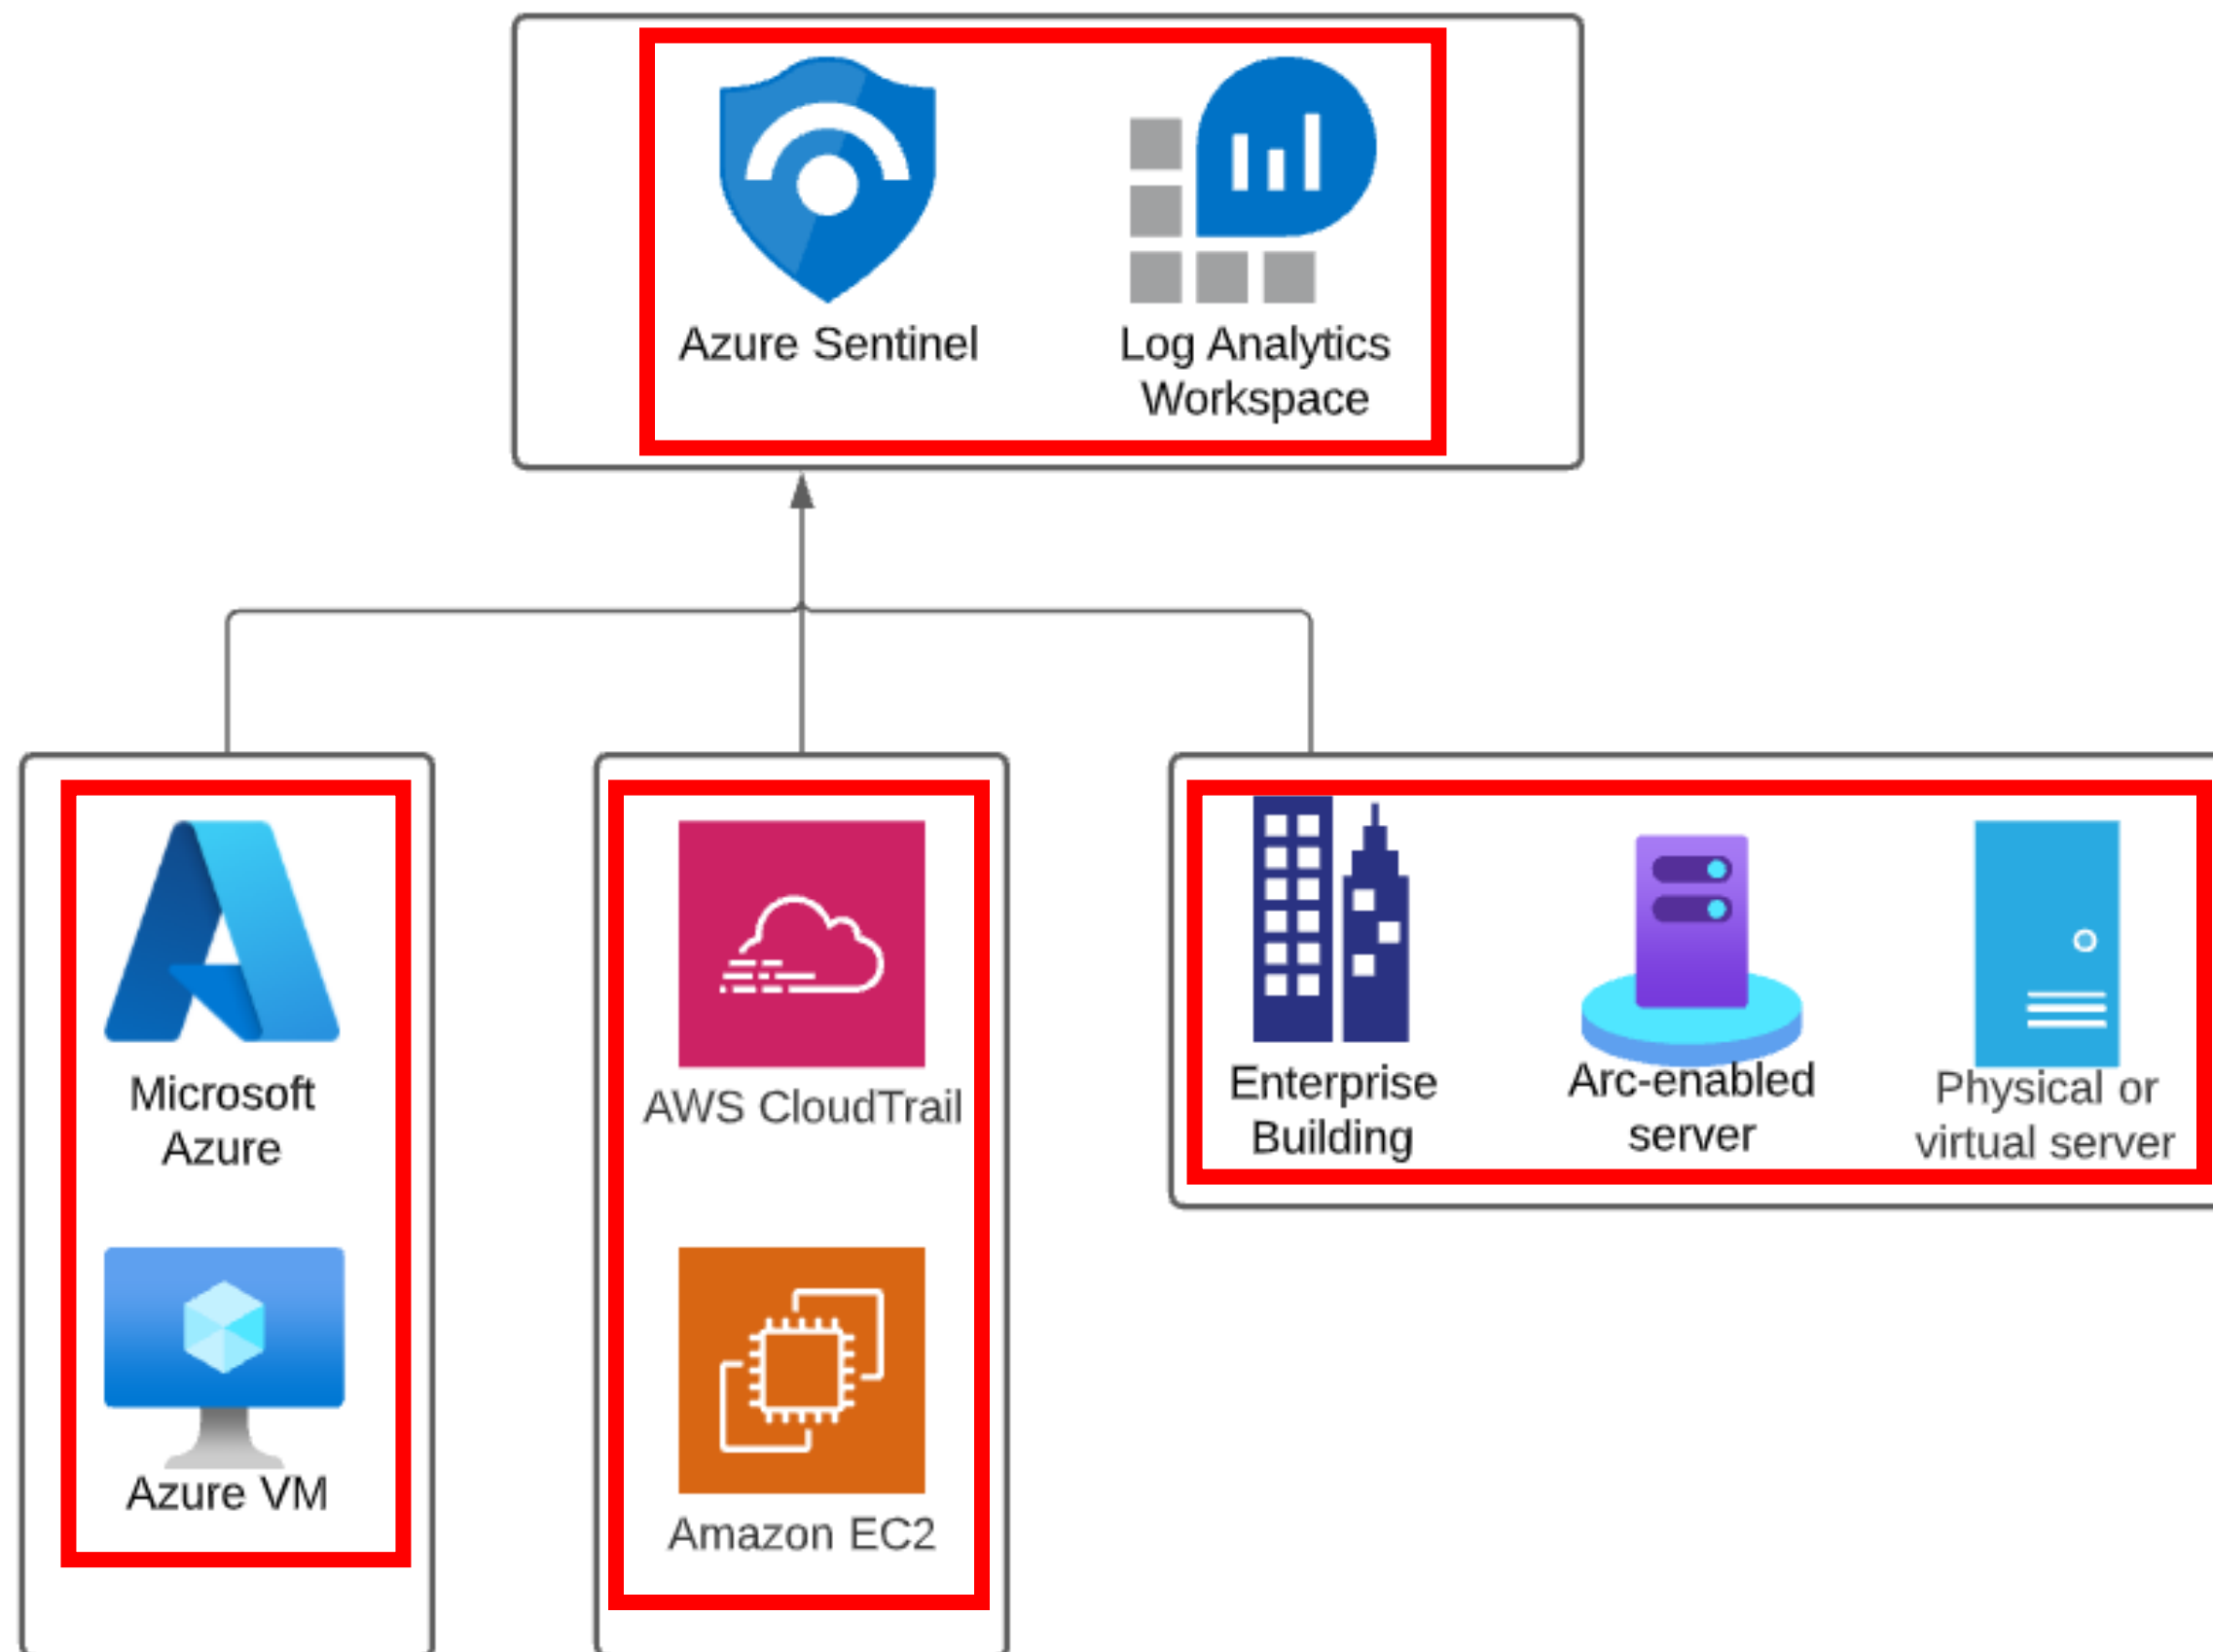 Azure Sentinel
Log Analytics
Workspace
Microsoft
Azure
Azure VM
AWS CloudTrail
Amazon EC2
Enterprise
Building
Arc-enabled
server
Physical or
virtual server